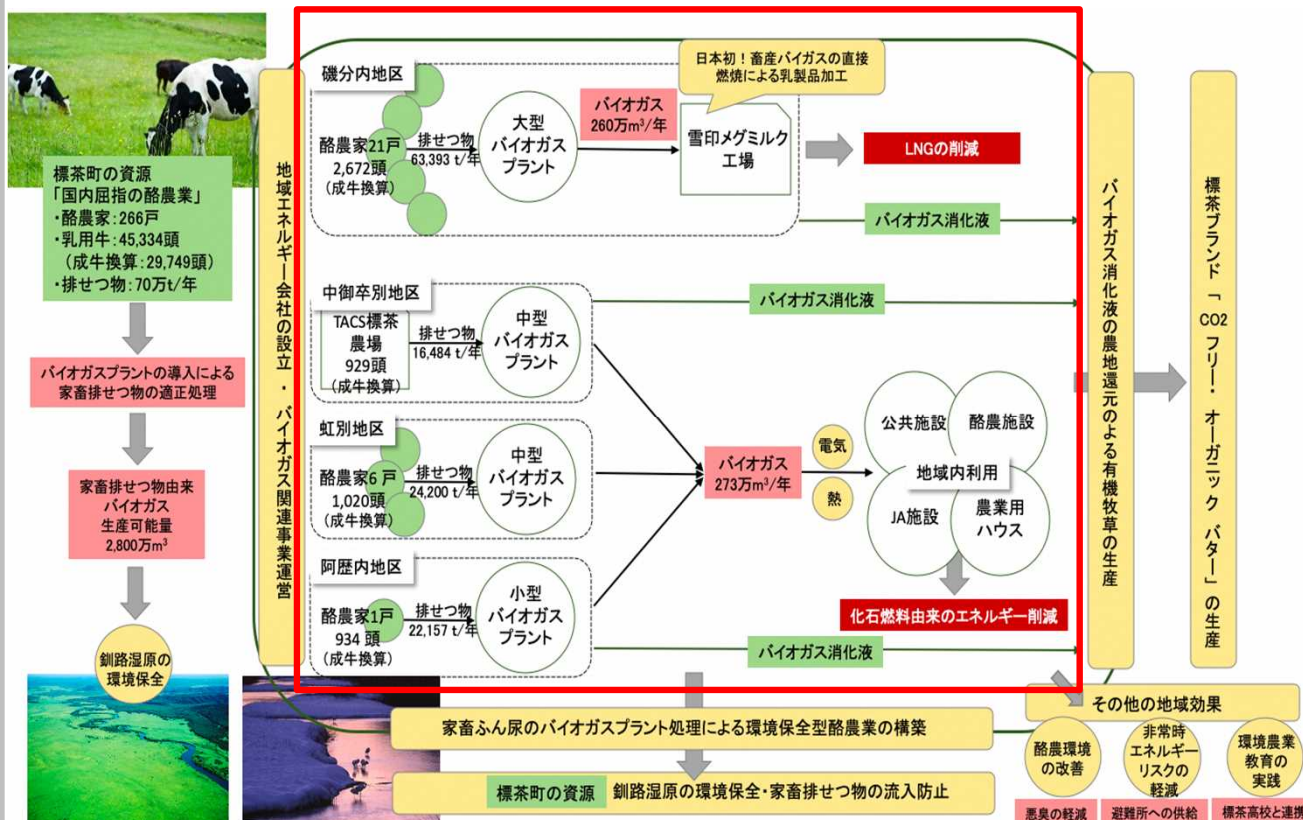 標茶町の資源
「国内屈指の酪農業」
・酪農家:266戸
・乳用牛:45,334頭
(成牛換算:29,749頭)
・排せつ物:70万t/年
バイオガスプラントの導入による
家畜排せつ物の適正処理
家畜排せつ物由来
バイオガス
生産可能量
2,800万m³
釧路湿原の
環境保全
地域エネルギー会社の設立・バイオガス関連事業運営
磯分内地区
酪農家21戸
2,672頭
(成牛換算)
排せつ物
63,393 t/年
大型
バイオガス
プラント
バイオガス
260万m³/年
日本初!畜産バイガスの直接
燃焼による乳製品加工
雪印メグミルク
工場
LNGの削減
バイオガス消化液
中御卒別地区
TACS標茶
農場
929頭
(成牛換算)
排せつ物
16,484 t/年
中型
バイオガス
プラント
バイオガス消化液
虹別地区
酪農家6戸
1,020頭
(成牛換算)
排せつ物
24,200 t/年
中型
バイオガス
プラント
阿歴内地区
酪農家1戸
934 頭
(成牛換算)
排せつ物
22,157 t/年
小型
バイオガス
プラント
バイオガス
273万m³/年
電気
熱
公共施設
酪農施設
地域内利用
JA施設
農業用
ハウス
化石燃料由来のエネルギー削減
バイオガス消化液
バイオガス消化液の農地還元のよる有機牧草の生産
標茶ブランド「CO2フリー・オーガニック バター」の生産
家畜ふん尿のバイオガスプラント処理による環境保全型酪農業の構築
標茶町の資源 釧路湿原の環境保全・家畜排せつ物の流入防止
その他の地域効果
酪農環境
の改善
悪臭の軽減
非常時
エネルギー
リスクの
軽減
避難所への供給
環境農業
教育の
実践
標茶高校と連携